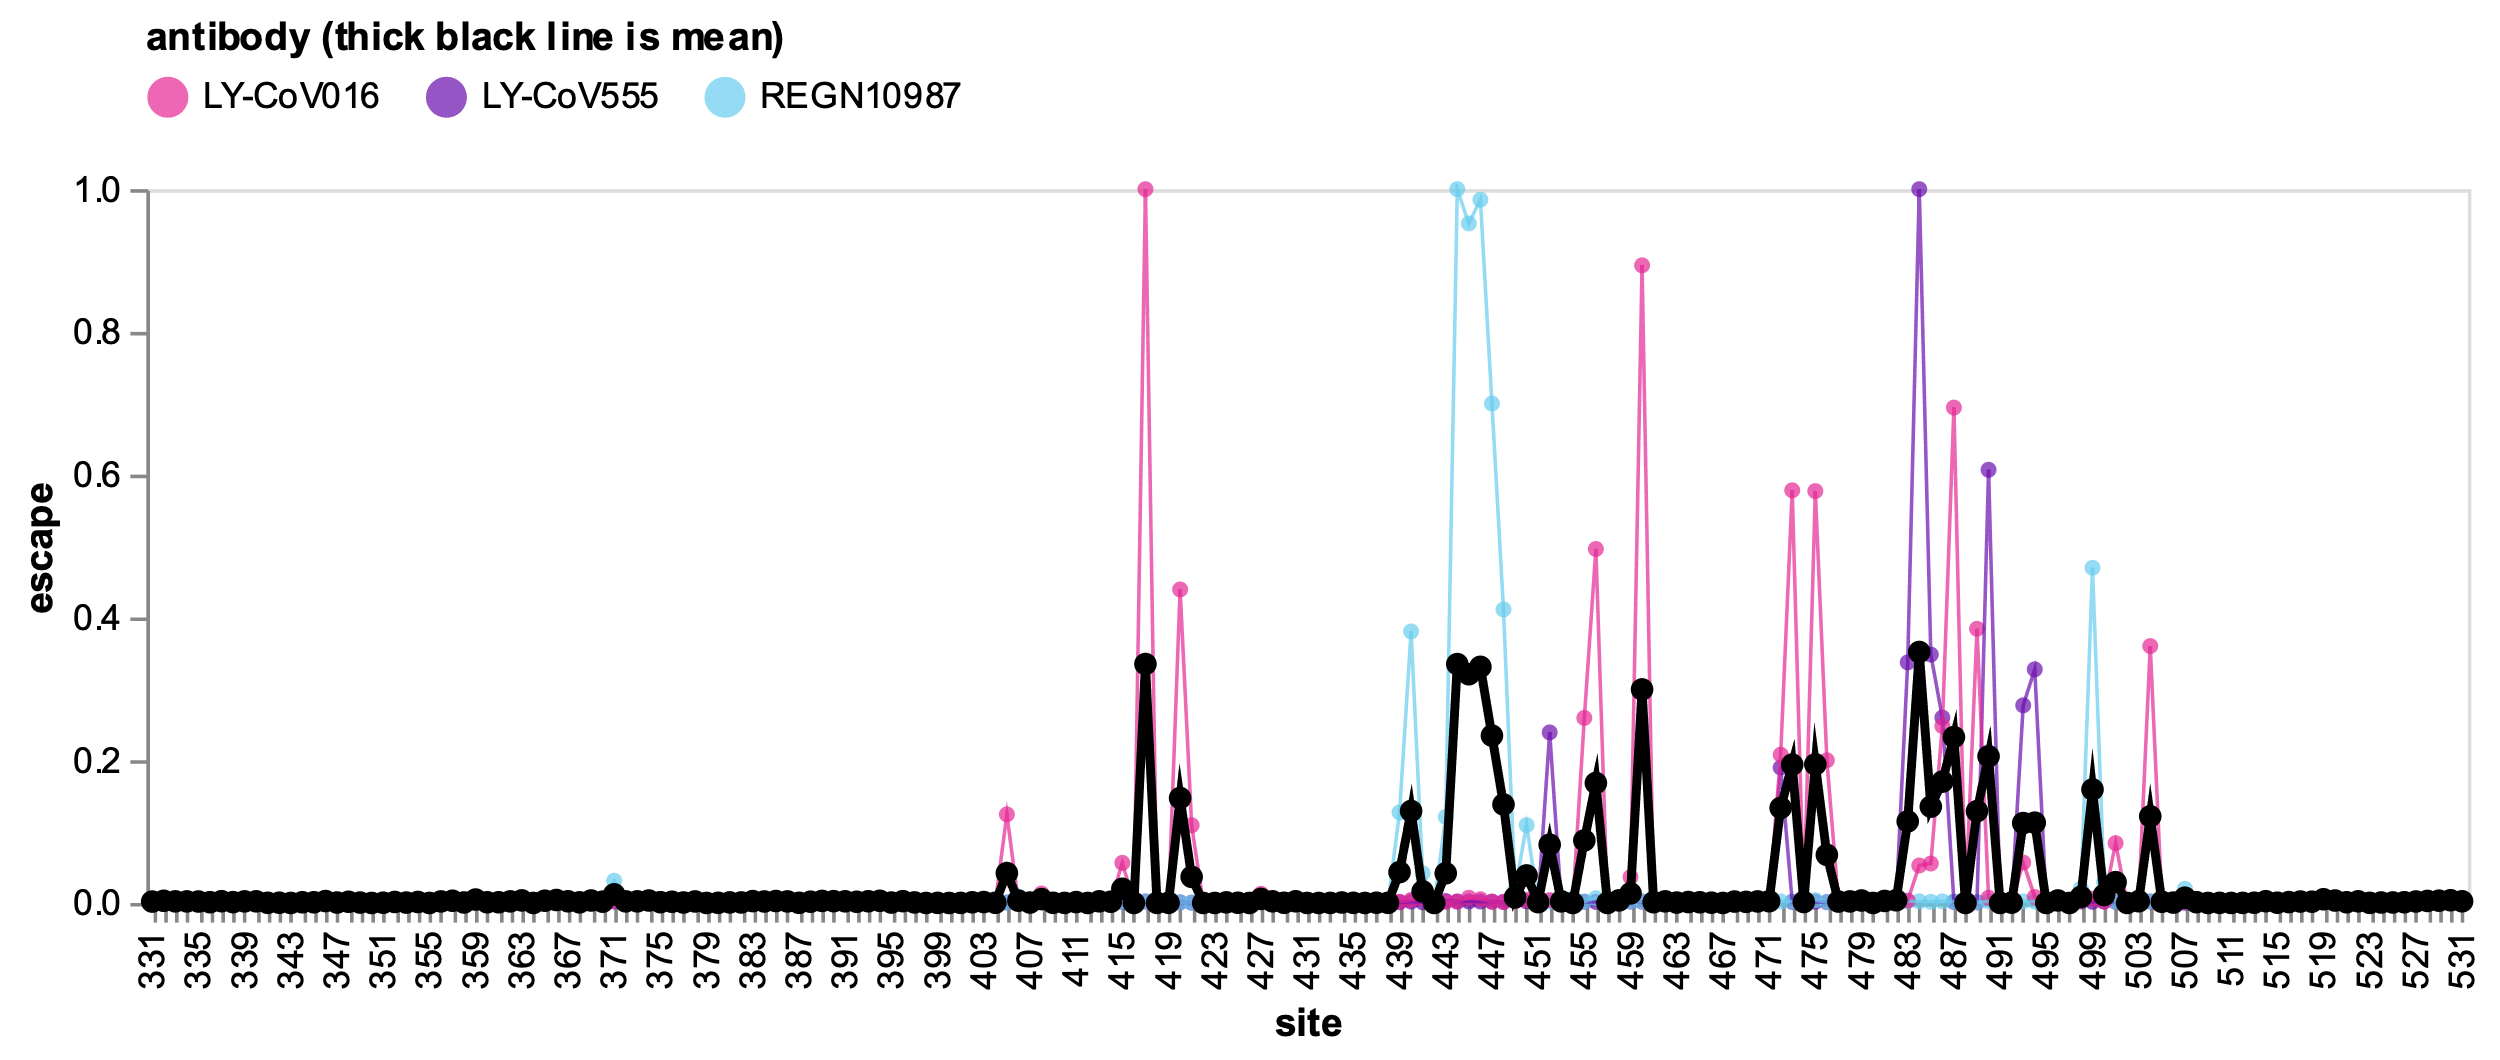 antibody (thick black line is mean)
LY-CoV016 LY-CoV555 REGN10987
1.0
0.8
0.6
0.4
0.2
0.0
escape
331 335 339 343 347 351 355 359 363 367 371 375 379 383 387 391 395 399 403 407 411 415 419 423 427 431 435 439 443 447 451 455 459 463 467 471 475 479 483 487 491 495 499 503 507 511 515 519 523 527 531
site